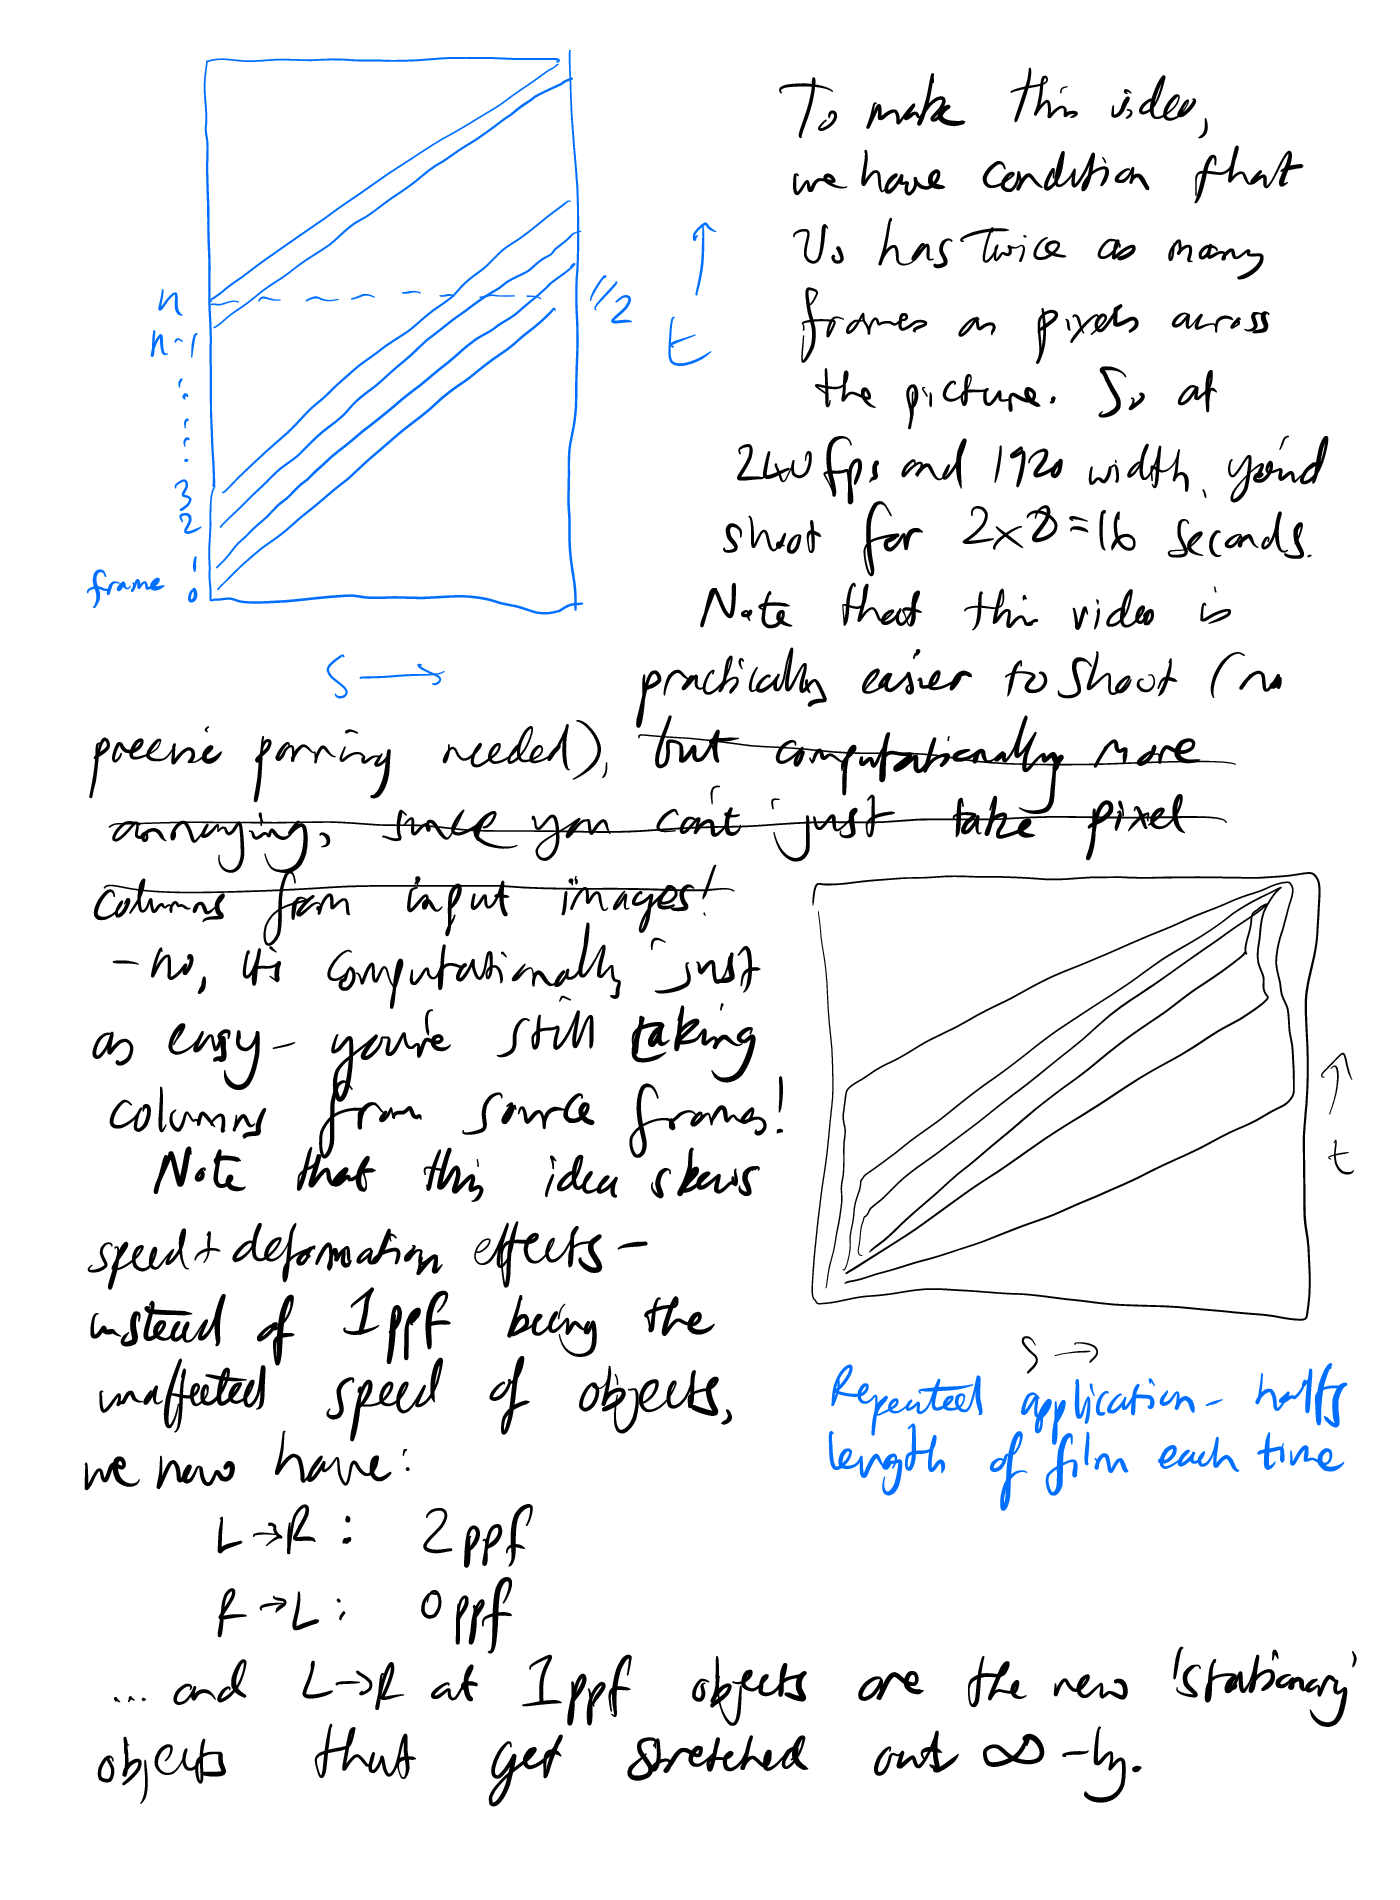 To make this video,
we have condition that
Vo has twice as many
frames as pixels across
the picture. So at
240 fps and 1920 width, you'd
shoot for 2×8=16 seconds.
Note that this video is
practically easier to shoot (no
precise panning needed), but computationally more
annoying, since you can't just take pixel
columns from input images!
- no, it's computationally just
as easy - you're still taking
columns from source frames!
Note that this idea skews
speed + deformation effects -
instead of 1ppf being the
unaffected speed of objects,
we now have:
L→R : 2ppf
R→L : 0ppf
... and L→R at 1ppf objects are the new 'stationary'
objects that get stretched out ∞-ly.
n
n-1
3
2
1
frame 0
1/2
↑
t
S →
↑
t
S →
Repeated application - halfs
length of film each time